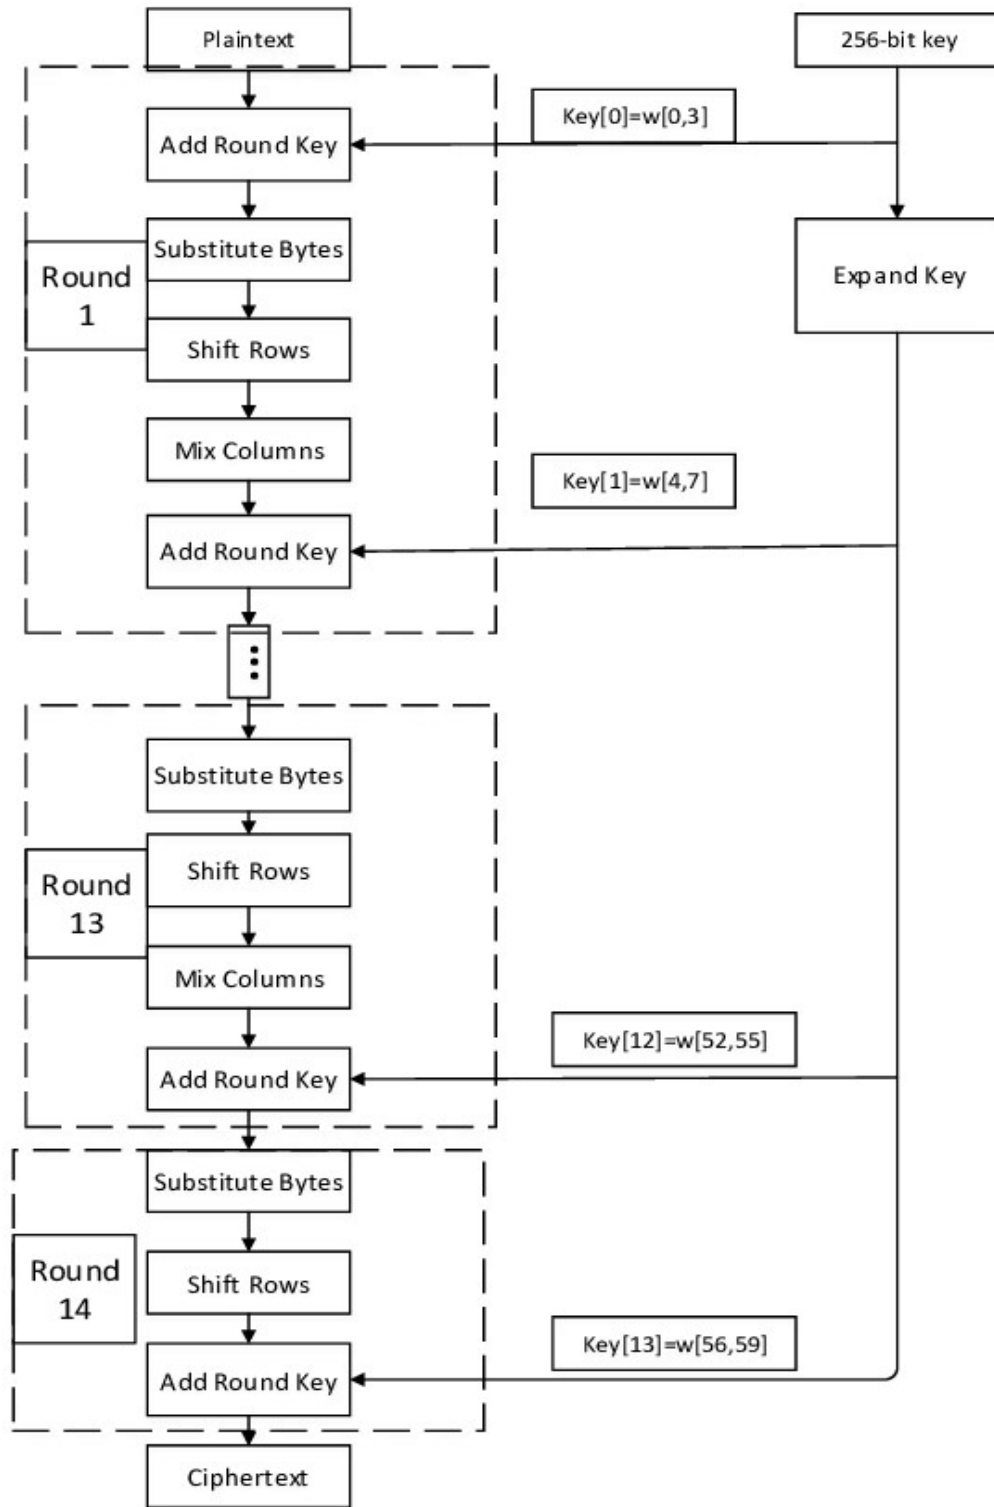 Plaintext
256-bit key
Key[0]=w[0,3]
Add Round Key
Substitute Bytes
Round
1
Expand Key
Shift Rows
Mix Columns
Key[1]=w[4,7]
Add Round Key
Substitute Bytes
Shift Rows
Round
13
Mix Columns
Key[12]=w[52,55]
Add Round Key
Substitute Bytes
Round
14
Shift Rows
Key[13]=w[56,59]
Add Round Key
Ciphertext